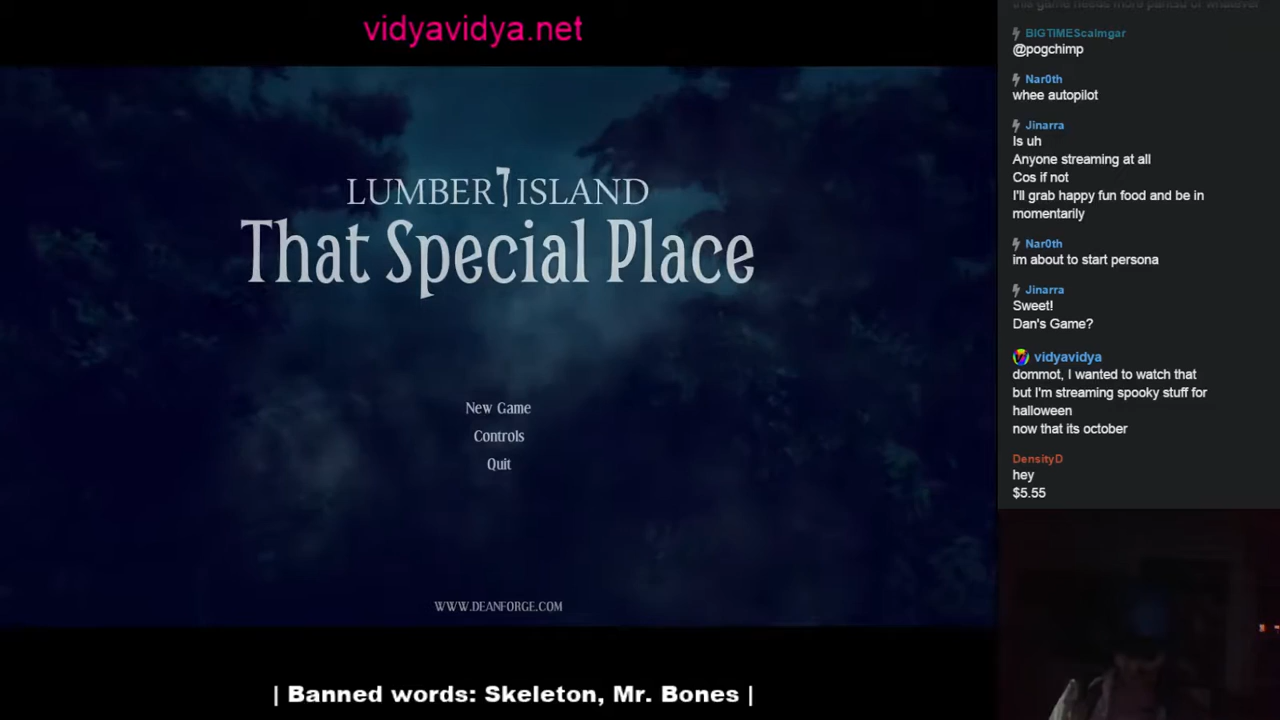 vidyavidya.net
LUMBER ISLAND
That Special Place
New Game
Controls
Quit
WWW.DEANFORGE.COM
| Banned words: Skeleton, Mr. Bones |
BIGTIMEScalmgar
@pogchimp
Nar0th
whee autopilot
Jinarra
Is uh
Anyone streaming at all
Cos if not
I'll grab happy fun food and be in
momentarily
Nar0th
im about to start persona
Jinarra
Sweet!
Dan's Game?
vidyavidya
dommot, I wanted to watch that
but I'm streaming spooky stuff for
halloween
now that its october
DensityD
hey
$5.55